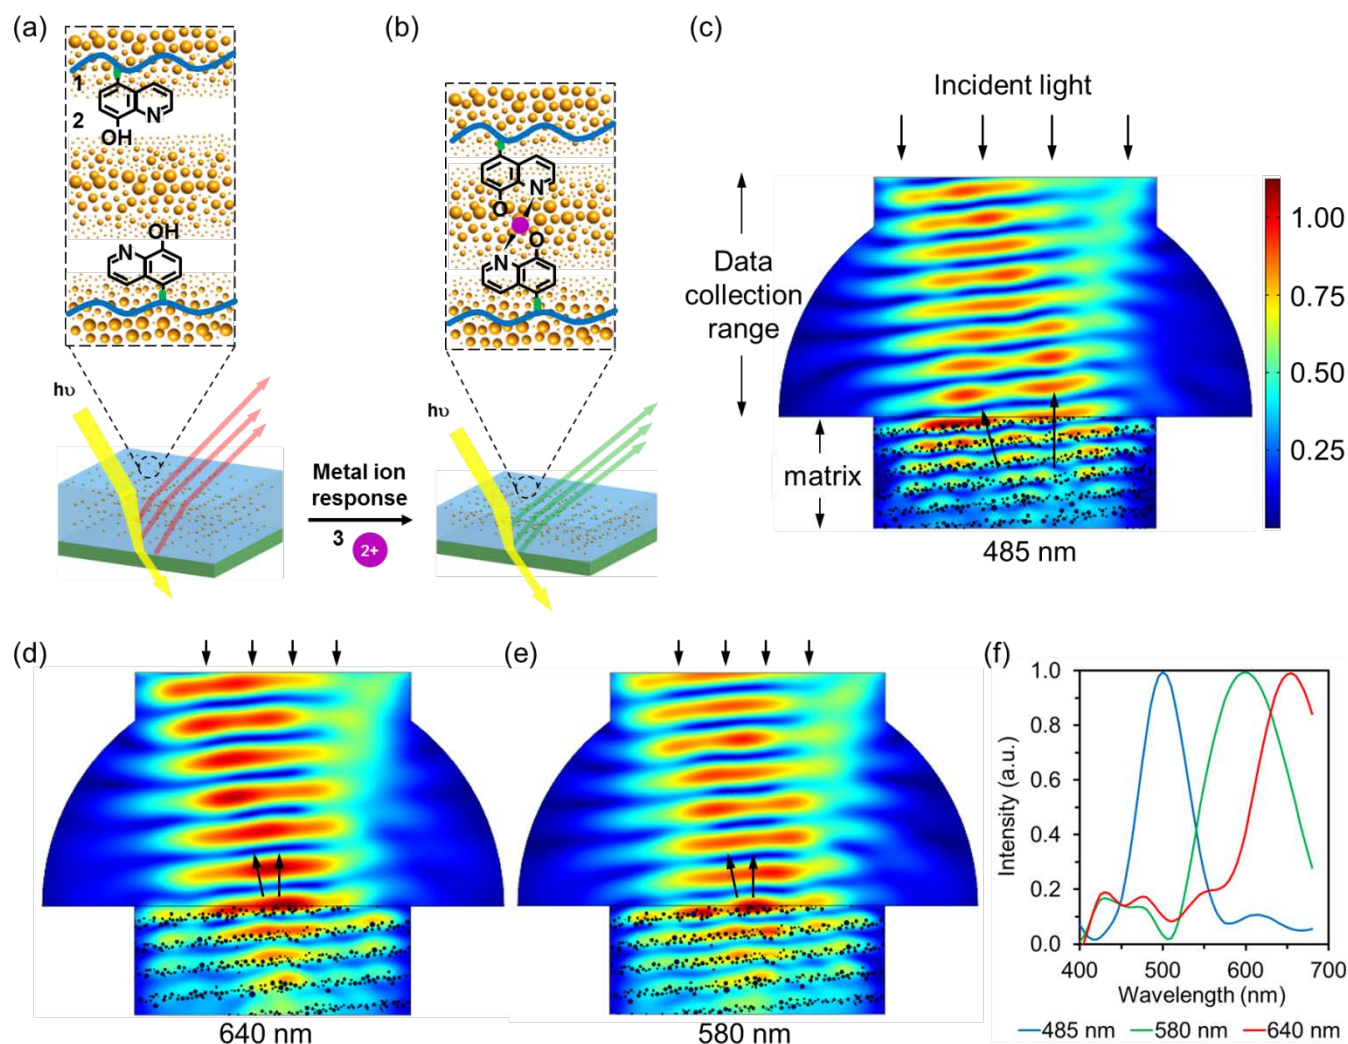 (a)
1
2
N
OH
OH
N
hυ
Metal ion
response
3
2+
(b)
N
O
O
N
hυ
(c)
Incident light
Data
collection
range
matrix
1.00
0.75
0.50
0.25
485 nm
(d)
640 nm
(e)
580 nm
(f)
Intensity (a.u.)
1.0
0.8
0.6
0.4
0.2
0.0
400 500 600 700
Wavelength (nm)
485 nm 580 nm 640 nm